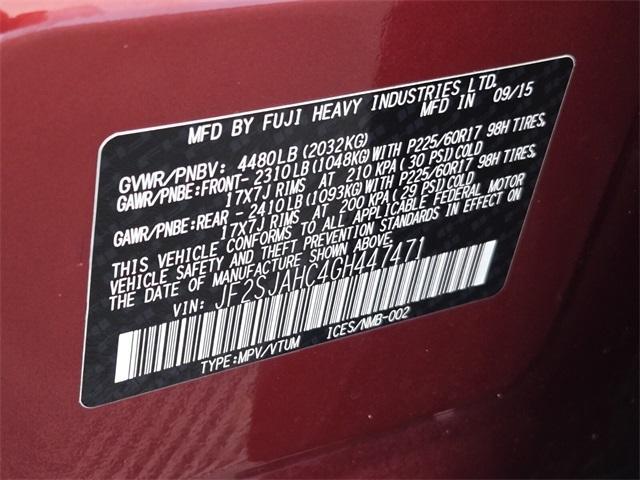 MFD BY FUJI HEAVY INDUSTRIES LTD.
MFD IN 09/15
GVWR/PNBV: 4480LB(2032KG)
GAWR/PNBE:FRONT- 2310LB(1048KG)WITH P225/60R17 98H TIRES,
17X7J RIMS AT 210 KPA(30 PSI)COLD
GAWR/PNBE:REAR - 2410LB(1093KG)WITH P225/60R17 98H TIRES,
17X7J RIMS AT 200 KPA(29 PSI)COLD
THIS VEHICLE CONFORMS TO ALL APPLICABLE FEDERAL MOTOR
VEHICLE SAFETY AND THEFT PREVENTION STANDARDS IN EFFECT ON
THE DATE OF MANUFACTURE SHOWN ABOVE.
VIN: JF2SJAHC4GH447471
TYPE:MPV/VTUM ICES/NMB-002